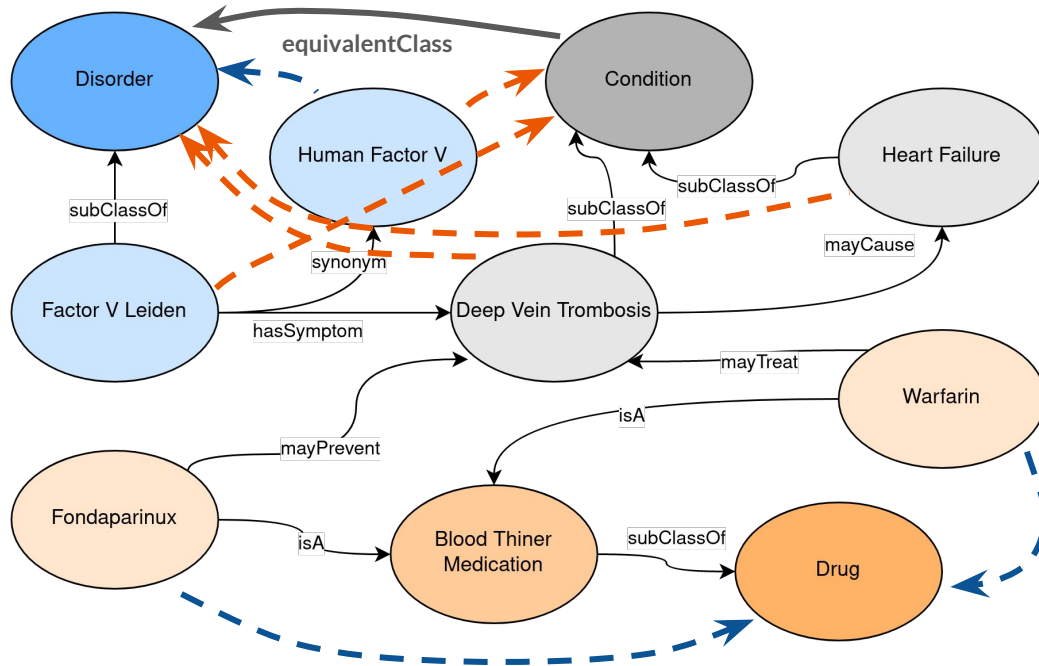 equivalentClass
Disorder
Condition
Human Factor V
Heart Failure
subClassOf
subClassOf
subClassOf
mayCause
synonym
Factor V Leiden
Deep Vein Trombosis
hasSymptom
mayTreat
Warfarin
isA
mayPrevent
Fondaparinux
isA
Blood Thiner
Medication
subClassOf
Drug